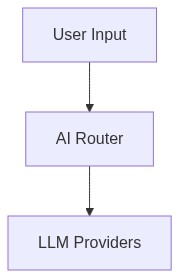 User Input
AI Router
LLM Providers